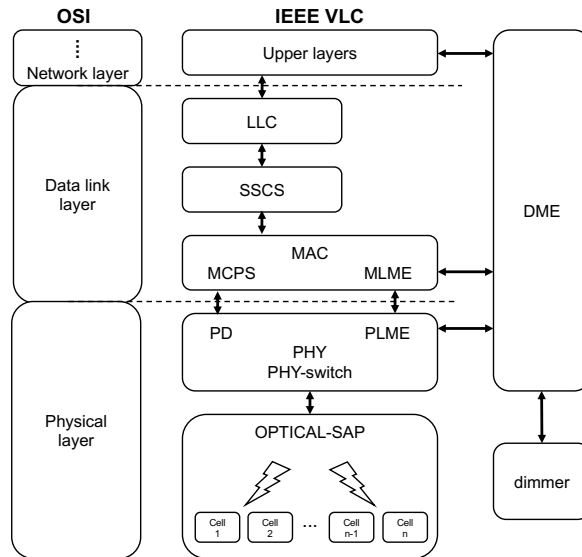 OSI
IEEE VLC
⋮
Network layer
Upper layers
LLC
Data link
layer
SSCS
DME
MAC
MCPS MLME
PD PLME
PHY
PHY-switch
Physical
layer
OPTICAL-SAP
dimmer
Cell
1
Cell
2
...
Cell
n-1
Cell
n